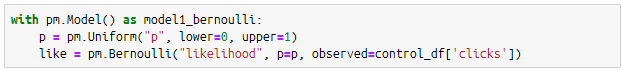 with pm.Model() as model1_bernoulli:
    p = pm.Uniform("p", lower=0, upper=1)
    like = pm.Bernoulli("likelihood", p=p, observed=control_df['clicks'])